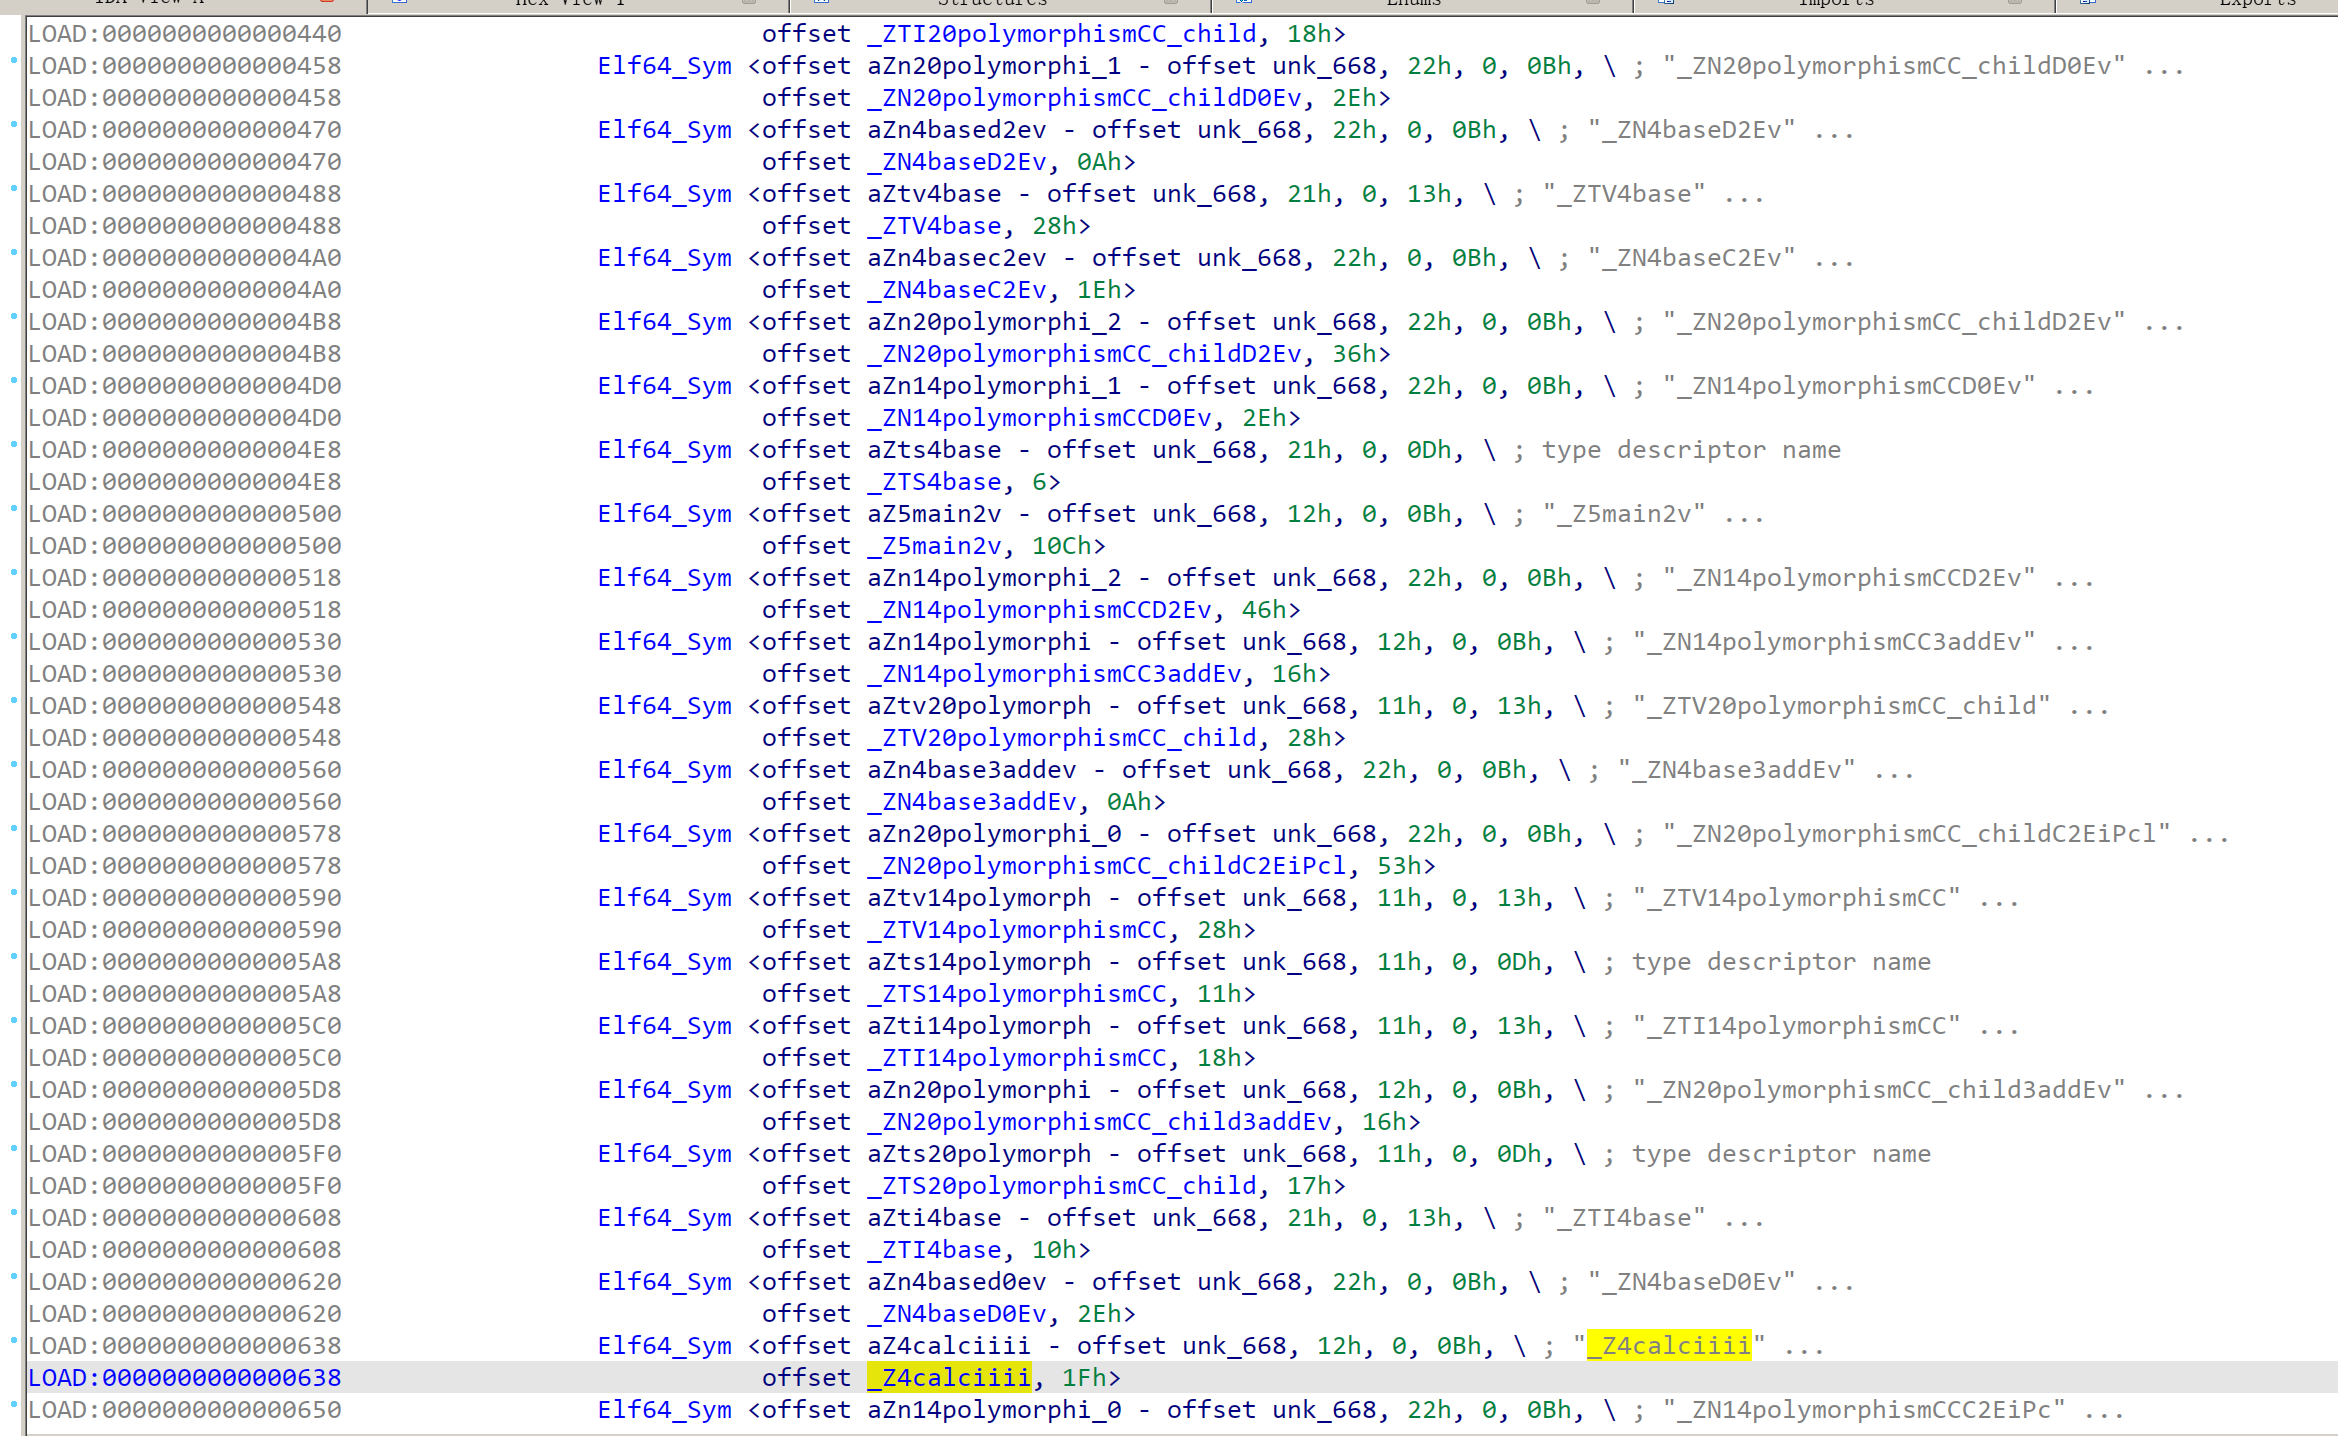 IDA View-A Hex View-1 Structures Enums Imports Exports
LOAD:0000000000000440 offset _ZTI20polymorphismCC_child, 18h>
LOAD:0000000000000458 Elf64_Sym <offset aZn20polymorphi_1 - offset unk_668, 22h, 0, 0Bh, \ ; "_ZN20polymorphismCC_childD0Ev" ...
LOAD:0000000000000458 offset _ZN20polymorphismCC_childD0Ev, 2Eh>
LOAD:0000000000000470 Elf64_Sym <offset aZn4based2ev - offset unk_668, 22h, 0, 0Bh, \ ; "_ZN4baseD2Ev" ...
LOAD:0000000000000470 offset _ZN4baseD2Ev, 0Ah>
LOAD:0000000000000488 Elf64_Sym <offset aZtv4base - offset unk_668, 21h, 0, 13h, \ ; "_ZTV4base" ...
LOAD:0000000000000488 offset _ZTV4base, 28h>
LOAD:00000000000004A0 Elf64_Sym <offset aZn4basec2ev - offset unk_668, 22h, 0, 0Bh, \ ; "_ZN4baseC2Ev" ...
LOAD:00000000000004A0 offset _ZN4baseC2Ev, 1Eh>
LOAD:00000000000004B8 Elf64_Sym <offset aZn20polymorphi_2 - offset unk_668, 22h, 0, 0Bh, \ ; "_ZN20polymorphismCC_childD2Ev" ...
LOAD:00000000000004B8 offset _ZN20polymorphismCC_childD2Ev, 36h>
LOAD:00000000000004D0 Elf64_Sym <offset aZn14polymorphi_1 - offset unk_668, 22h, 0, 0Bh, \ ; "_ZN14polymorphismCCD0Ev" ...
LOAD:00000000000004D0 offset _ZN14polymorphismCCD0Ev, 2Eh>
LOAD:00000000000004E8 Elf64_Sym <offset aZts4base - offset unk_668, 21h, 0, 0Dh, \ ; type descriptor name
LOAD:00000000000004E8 offset _ZTS4base, 6>
LOAD:0000000000000500 Elf64_Sym <offset aZ5main2v - offset unk_668, 12h, 0, 0Bh, \ ; "_Z5main2v" ...
LOAD:0000000000000500 offset _Z5main2v, 10Ch>
LOAD:0000000000000518 Elf64_Sym <offset aZn14polymorphi_2 - offset unk_668, 22h, 0, 0Bh, \ ; "_ZN14polymorphismCCD2Ev" ...
LOAD:0000000000000518 offset _ZN14polymorphismCCD2Ev, 46h>
LOAD:0000000000000530 Elf64_Sym <offset aZn14polymorphi - offset unk_668, 12h, 0, 0Bh, \ ; "_ZN14polymorphismCC3addEv" ...
LOAD:0000000000000530 offset _ZN14polymorphismCC3addEv, 16h>
LOAD:0000000000000548 Elf64_Sym <offset aZtv20polymorph - offset unk_668, 11h, 0, 13h, \ ; "_ZTV20polymorphismCC_child" ...
LOAD:0000000000000548 offset _ZTV20polymorphismCC_child, 28h>
LOAD:0000000000000560 Elf64_Sym <offset aZn4base3addev - offset unk_668, 22h, 0, 0Bh, \ ; "_ZN4base3addEv" ...
LOAD:0000000000000560 offset _ZN4base3addEv, 0Ah>
LOAD:0000000000000578 Elf64_Sym <offset aZn20polymorphi_0 - offset unk_668, 22h, 0, 0Bh, \ ; "_ZN20polymorphismCC_childC2EiPcl" ...
LOAD:0000000000000578 offset _ZN20polymorphismCC_childC2EiPcl, 53h>
LOAD:0000000000000590 Elf64_Sym <offset aZtv14polymorph - offset unk_668, 11h, 0, 13h, \ ; "_ZTV14polymorphismCC" ...
LOAD:0000000000000590 offset _ZTV14polymorphismCC, 28h>
LOAD:00000000000005A8 Elf64_Sym <offset aZts14polymorph - offset unk_668, 11h, 0, 0Dh, \ ; type descriptor name
LOAD:00000000000005A8 offset _ZTS14polymorphismCC, 11h>
LOAD:00000000000005C0 Elf64_Sym <offset aZti14polymorph - offset unk_668, 11h, 0, 13h, \ ; "_ZTI14polymorphismCC" ...
LOAD:00000000000005C0 offset _ZTI14polymorphismCC, 18h>
LOAD:00000000000005D8 Elf64_Sym <offset aZn20polymorphi - offset unk_668, 12h, 0, 0Bh, \ ; "_ZN20polymorphismCC_child3addEv" ...
LOAD:00000000000005D8 offset _ZN20polymorphismCC_child3addEv, 16h>
LOAD:00000000000005F0 Elf64_Sym <offset aZts20polymorph - offset unk_668, 11h, 0, 0Dh, \ ; type descriptor name
LOAD:00000000000005F0 offset _ZTS20polymorphismCC_child, 17h>
LOAD:0000000000000608 Elf64_Sym <offset aZti4base - offset unk_668, 21h, 0, 13h, \ ; "_ZTI4base" ...
LOAD:0000000000000608 offset _ZTI4base, 10h>
LOAD:0000000000000620 Elf64_Sym <offset aZn4based0ev - offset unk_668, 22h, 0, 0Bh, \ ; "_ZN4baseD0Ev" ...
LOAD:0000000000000620 offset _ZN4baseD0Ev, 2Eh>
LOAD:0000000000000638 Elf64_Sym <offset aZ4calciiii - offset unk_668, 12h, 0, 0Bh, \ ; "_Z4calciiii" ...
LOAD:0000000000000638 offset _Z4calciiii, 1Fh>
LOAD:0000000000000650 Elf64_Sym <offset aZn14polymorphi_0 - offset unk_668, 22h, 0, 0Bh, \ ; "_ZN14polymorphismCCC2EiPc" ...